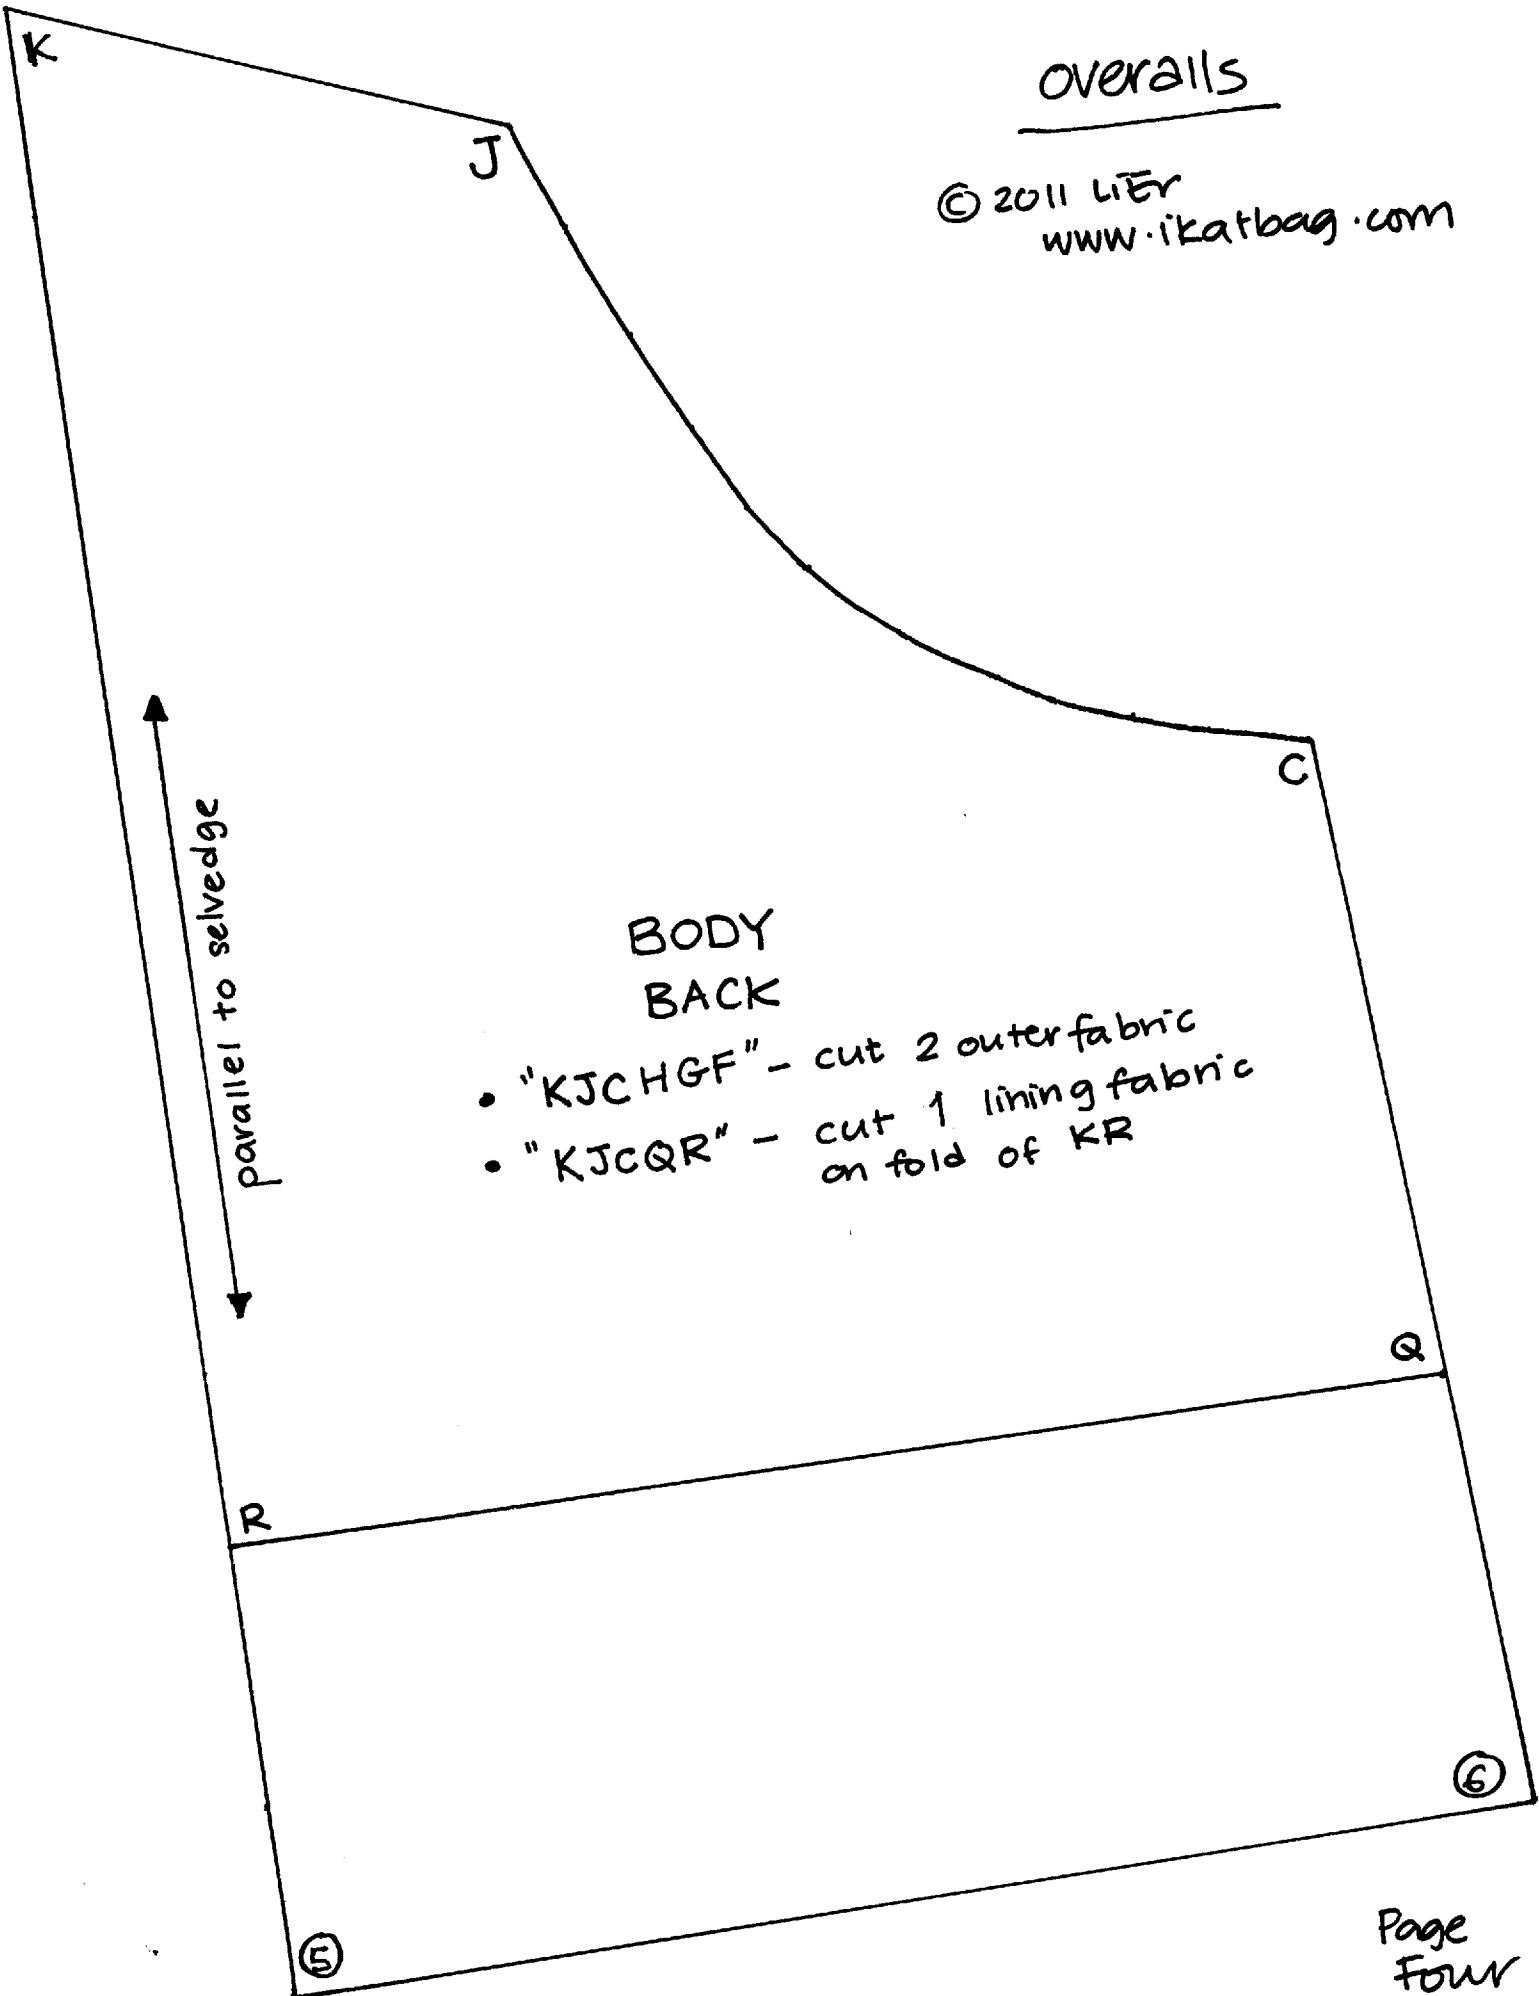 K
J
overalls
© 2011 LiEr
www.ikatbag.com
C
parallel to selvedge
BODY
BACK
• "KJCHGF" - cut 2 outer fabric
• "KJCQR" - cut 1 lining fabric
on fold of KR
Q
R
6
5
Page
Four